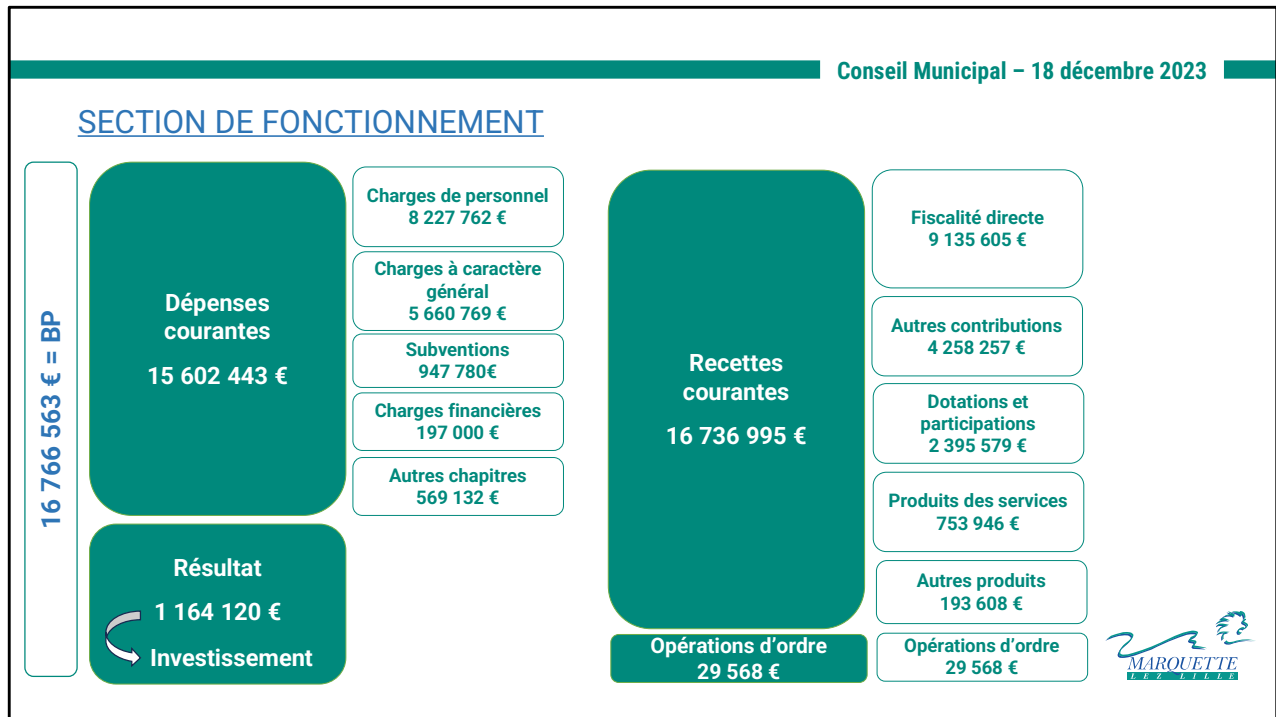 Conseil Municipal – 18 décembre 2023
SECTION DE FONCTIONNEMENT
16 766 563 € = BP
Dépenses
courantes
15 602 443 €
Charges de personnel
8 227 762 €
Charges à caractère
général
5 660 769 €
Subventions
947 780€
Charges financières
197 000 €
Autres chapitres
569 132 €
Résultat
1 164 120 €
Investissement
Recettes
courantes
16 736 995 €
Fiscalité directe
9 135 605 €
Autres contributions
4 258 257 €
Dotations et
participations
2 395 579 €
Produits des services
753 946 €
Autres produits
193 608 €
Opérations d’ordre
29 568 €
Opérations d’ordre
29 568 €
MARQUETTE
LEZ LILLE